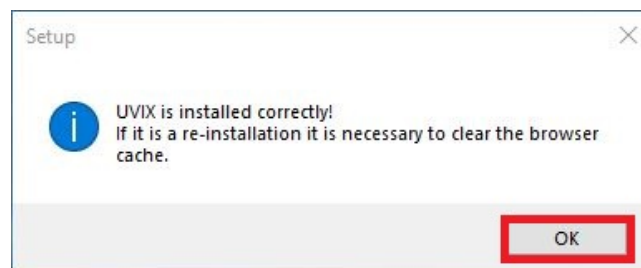 Setup
UVIX is installed correctly!
If it is a re-installation it is necessary to clear the browser
cache.
OK